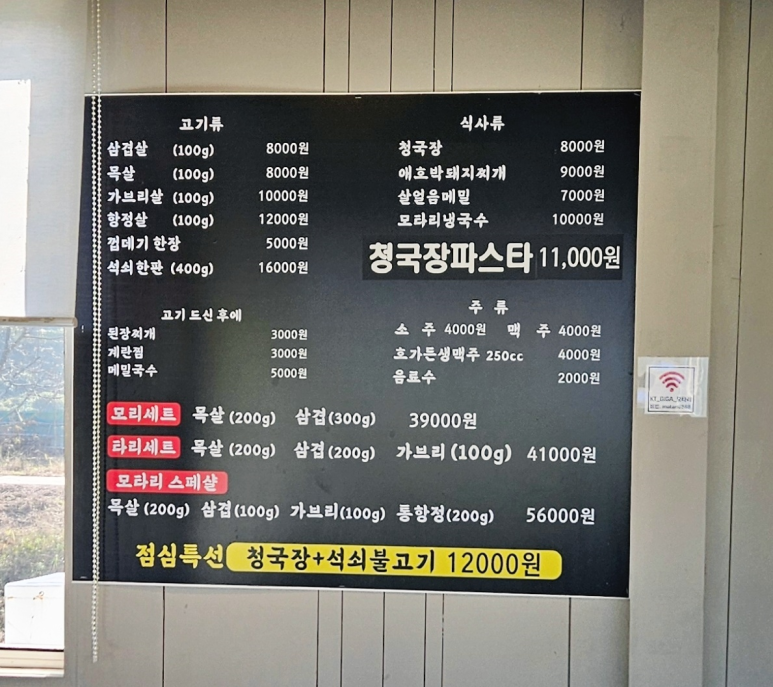 고기류
삼겹살 (100g) 8000원
목살 (100g) 8000원
가브리살 (100g) 10000원
항정살 (100g) 12000원
껍데기 한장 5000원
석쇠한판 (400g) 16000원
식사류
청국장 8000원
애호박돼지찌개 9000원
살얼음메밀 7000원
모타리냉국수 10000원
청국장파스타 11,000원
고기 드신 후에
된장찌개 3000원
계란찜 3000원
메밀국수 5000원
주 류
소 주 4000원 맥 주 4000원
호가든생맥주 250cc 4000원
음료수 2000원
모리세트 목살 (200g) 삼겹(300g) 39000원
타리세트 목살 (200g) 삼겹(200g) 가브리(100g) 41000원
모타리 스페샬
목살 (200g) 삼겹(100g) 가브리(100g) 통항정(200g) 56000원
점심특선 청국장+석쇠불고기 12000원